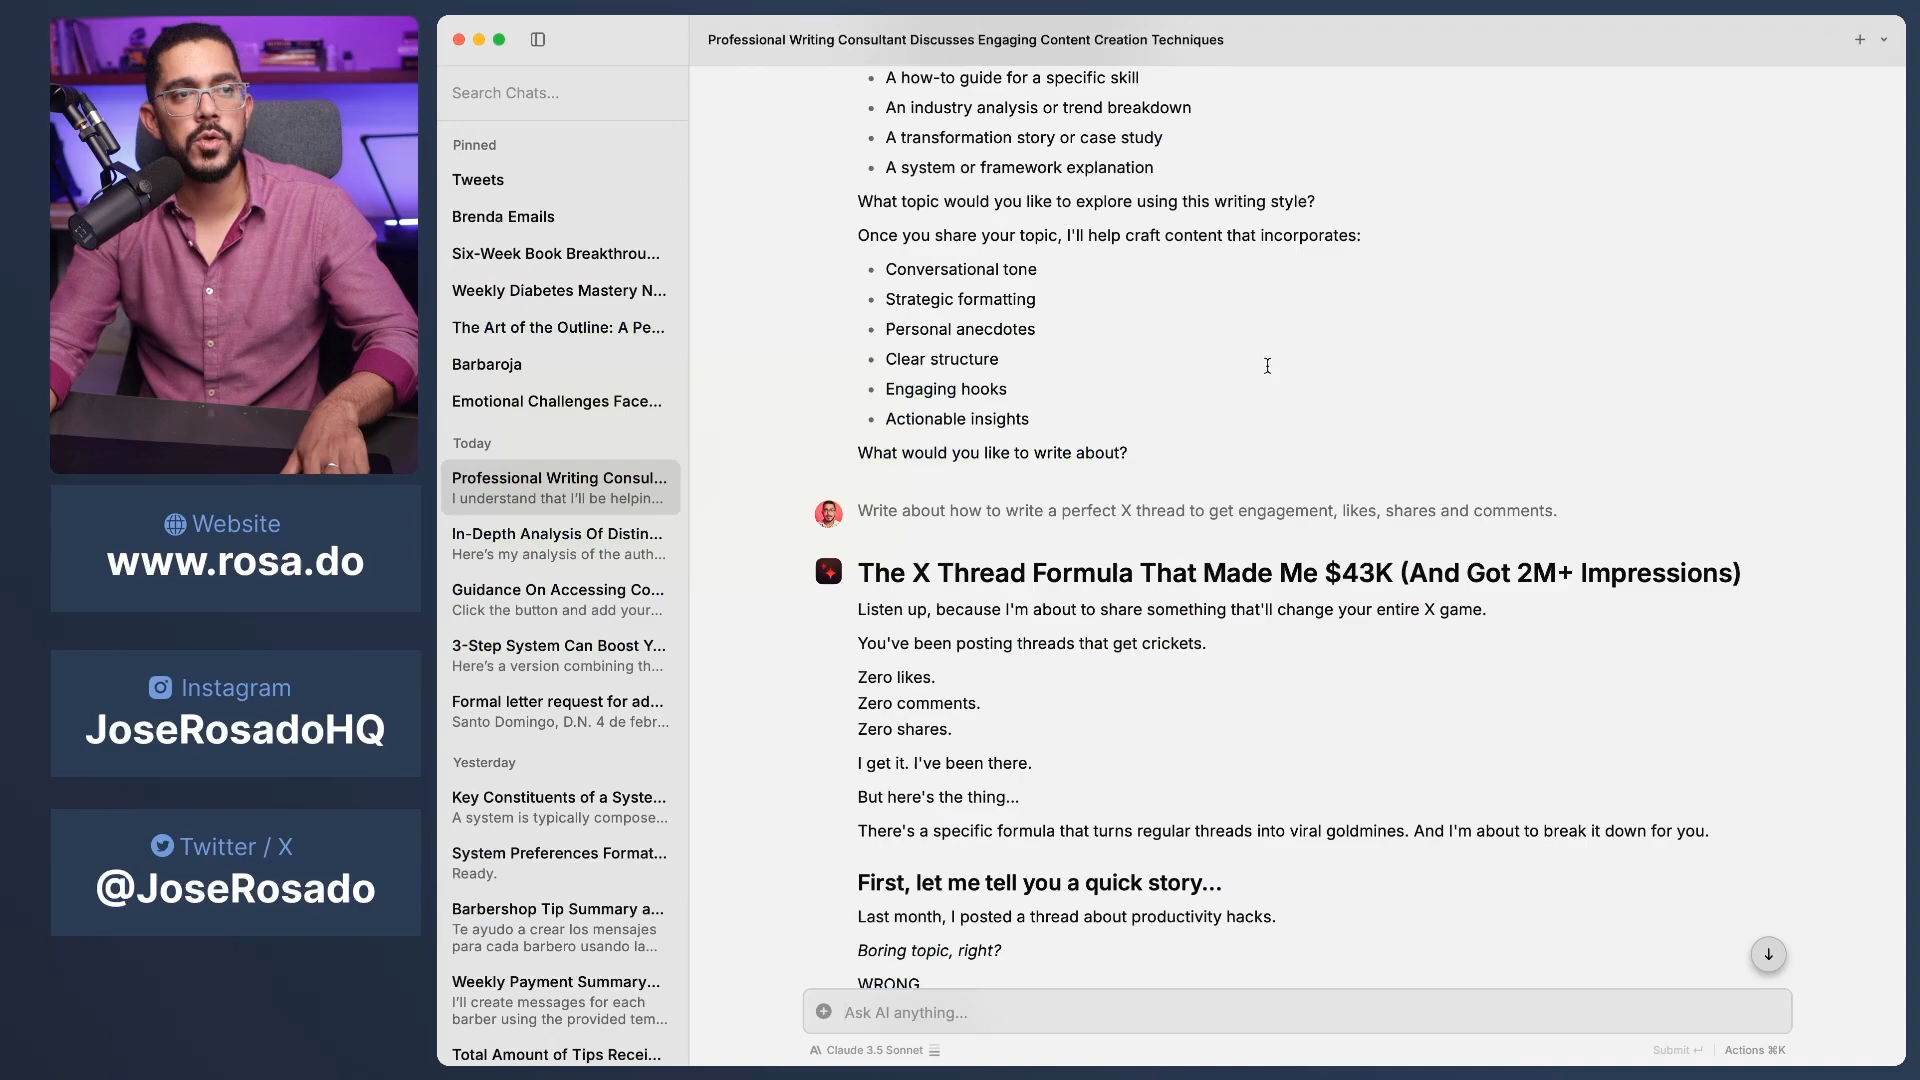 Website
www.rosa.do
Instagram
JoseRosadoHQ
Twitter / X
@JoseRosado
Search Chats...
Pinned
Tweets
Brenda Emails
Six-Week Book Breakthrou...
Weekly Diabetes Mastery N...
The Art of the Outline: A Pe...
Barbaroja
Emotional Challenges Face...
Today
Professional Writing Consul...
I understand that I'll be helpin...
In-Depth Analysis Of Distin...
Here's my analysis of the auth...
Guidance On Accessing Co...
Click the button and add your...
3-Step System Can Boost Y...
Here's a version combining th...
Formal letter request for ad...
Santo Domingo, D.N. 4 de febr...
Yesterday
Key Constituents of a Syste...
A system is typically compose...
System Preferences Format...
Ready.
Barbershop Tip Summary a...
Te ayudo a crear los mensajes
para cada barbero usando la...
Weekly Payment Summary...
I'll create messages for each
barber using the provided tem...
Total Amount of Tips Recei...
Professional Writing Consultant Discusses Engaging Content Creation Techniques
• A how-to guide for a specific skill
• An industry analysis or trend breakdown
• A transformation story or case study
• A system or framework explanation
What topic would you like to explore using this writing style?
Once you share your topic, I'll help craft content that incorporates:
• Conversational tone
• Strategic formatting
• Personal anecdotes
• Clear structure
• Engaging hooks
• Actionable insights
What would you like to write about?
Write about how to write a perfect X thread to get engagement, likes, shares and comments.
The X Thread Formula That Made Me $43K (And Got 2M+ Impressions)
Listen up, because I'm about to share something that'll change your entire X game.
You've been posting threads that get crickets.
Zero likes.
Zero comments.
Zero shares.
I get it. I've been there.
But here's the thing...
There's a specific formula that turns regular threads into viral goldmines. And I'm about to break it down for you.
First, let me tell you a quick story...
Last month, I posted a thread about productivity hacks.
Boring topic, right?
WRONG
Ask AI anything...
Claude 3.5 Sonnet
Submit ↵
Actions ⌘K